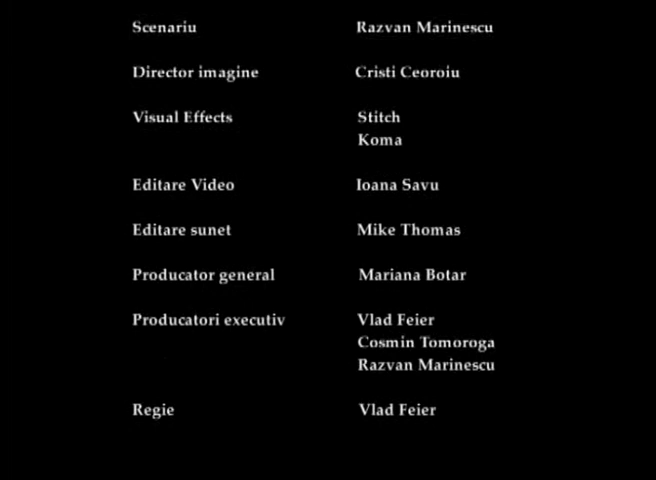 Scenariu Razvan Marinescu
Director imagine Cristi Ceoroiu
Visual Effects Stitch
Koma
Editare Video Ioana Savu
Editare sunet Mike Thomas
Producator general Mariana Botar
Producatori executiv Vlad Feier
Cosmin Tomoroga
Razvan Marinescu
Regie Vlad Feier